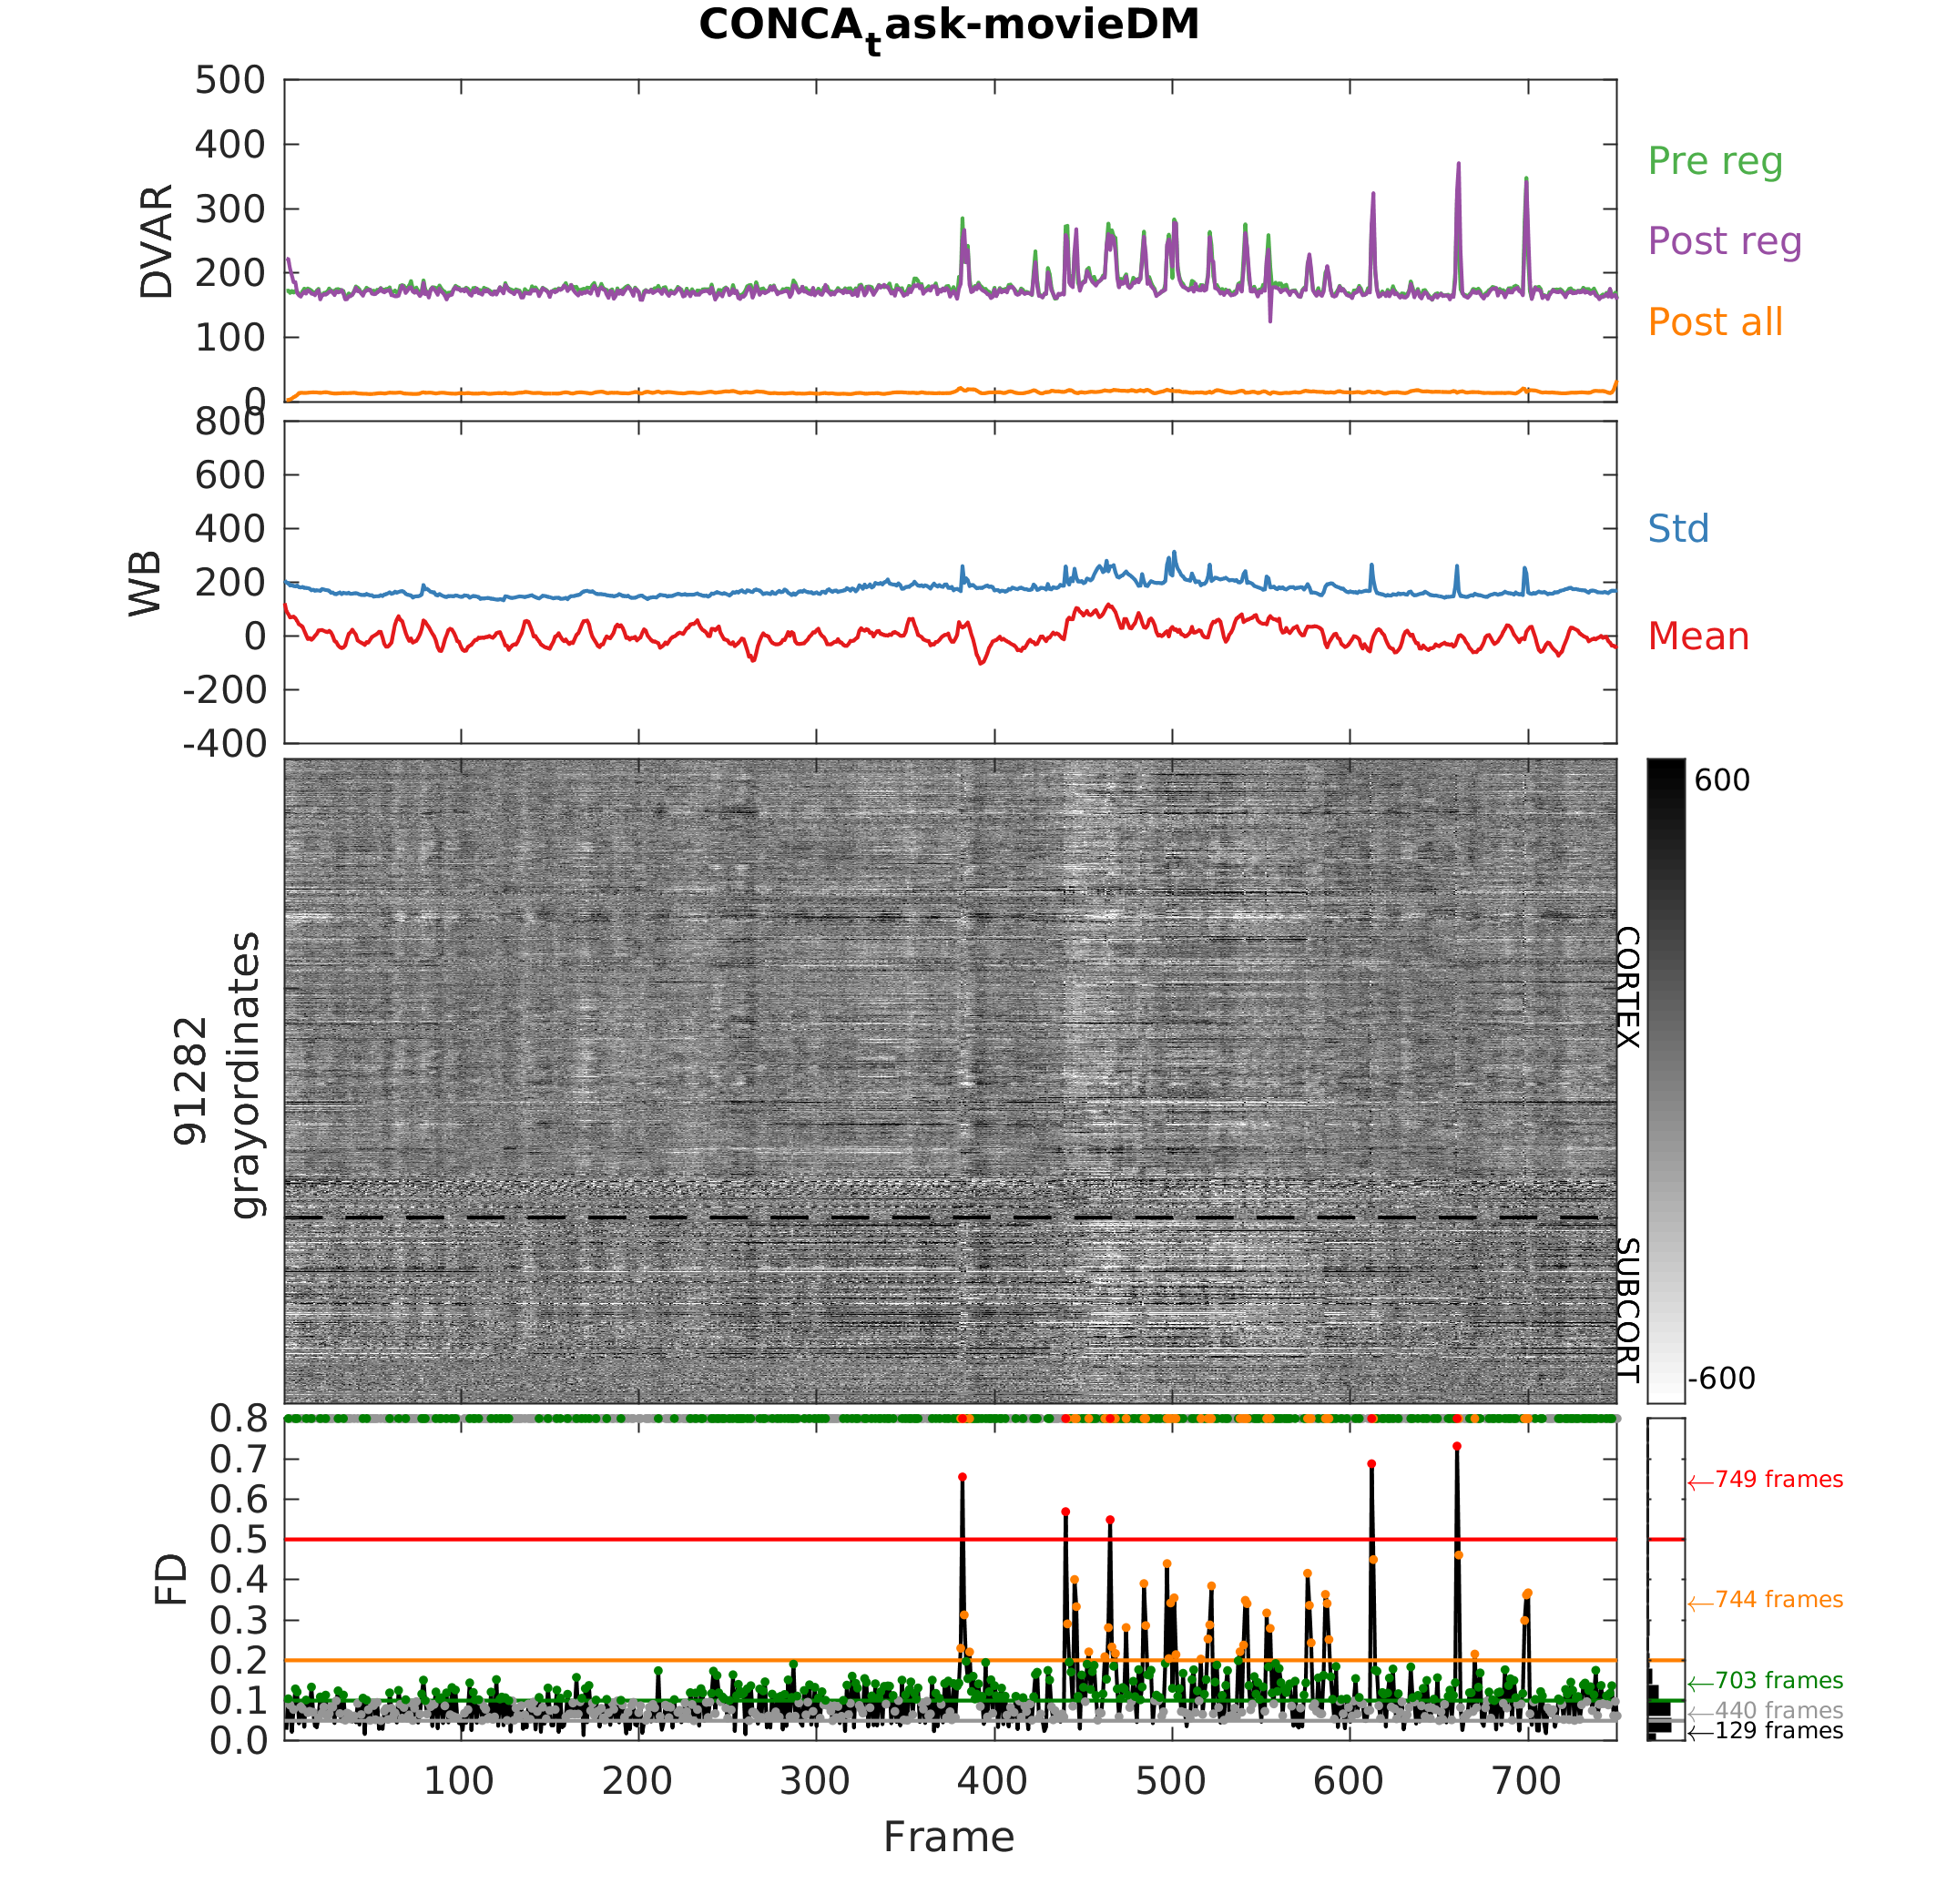 CONCAtask-movieDM
500
400
300
200
100
0
DVAR
Pre reg
Post reg
Post all
800
600
400
200
0
-200
-400
WB
Std
Mean
91282
grayordinates
CORTEX
SUBCORT
600
-600
0.8
0.7
0.6
0.5
0.4
0.3
0.2
0.1
0.0
FD
←749 frames
←744 frames
←703 frames
←440 frames
←129 frames
100 200 300 400 500 600 700
Frame